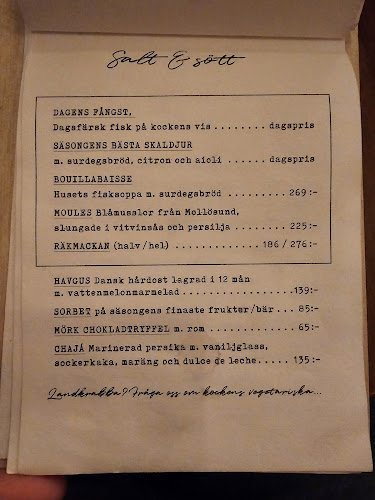 Salt & sött
DAGENS FÅNGST,
Dagsfärsk fisk på kockens vis ........ dagspris
SÄSONGENS BÄSTA SKALDJUR
m. surdegsbröd, citron och aioli ...... dagspris
BOUILLABAISSE
Husets fisksoppa m. surdegsbröd .......... 269:-
MOULES Blåmusslor från Mollösund,
slungade i vitvinsås och persilja ......... 225:-
RÄKMACKAN (halv/hel) ............. 186/276:-
HAVGUS Dansk hårdost lagrad i 12 mån
m. vattenmelonmarmelad ..................139:-
SORBET på säsongens finaste frukter/bär ... 85:-
MÖRK CHOKLADTRYFFEL m. rom ............... 65:-
CHAJÁ Marinerad persika m. vaniljglass,
sockerkaka, maräng och dulce de leche..... 135:-
Landkrabba? Fråga oss om kockens vegetariska...